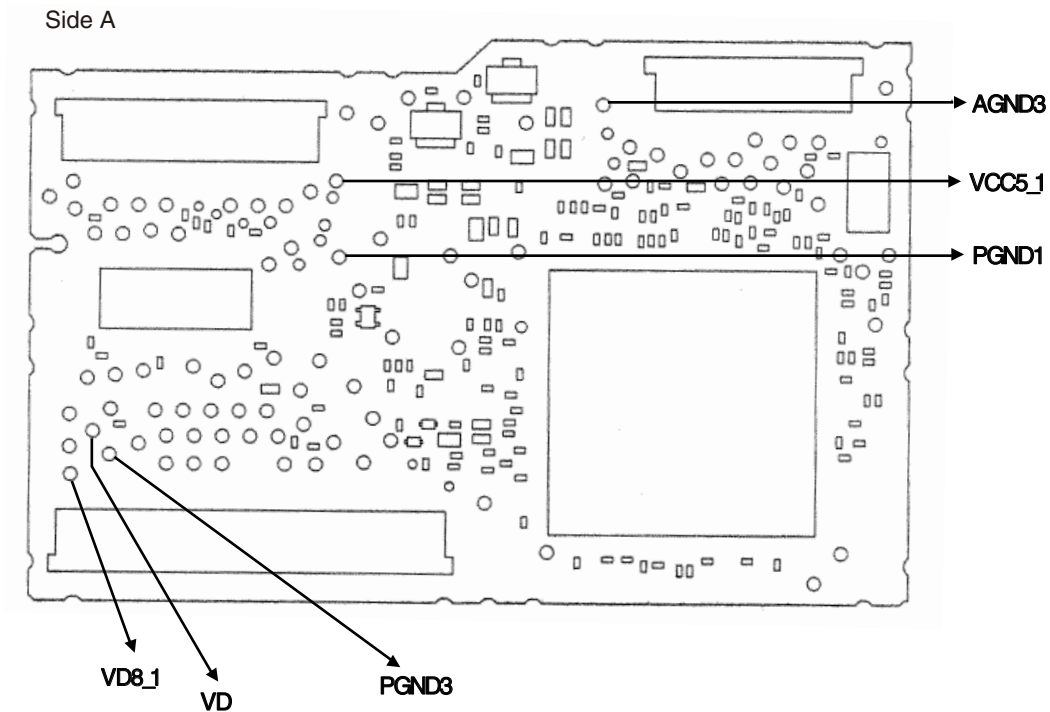 Side A
AGND3
VCC5_1
PGND1
VD8_1
VD
PGND3